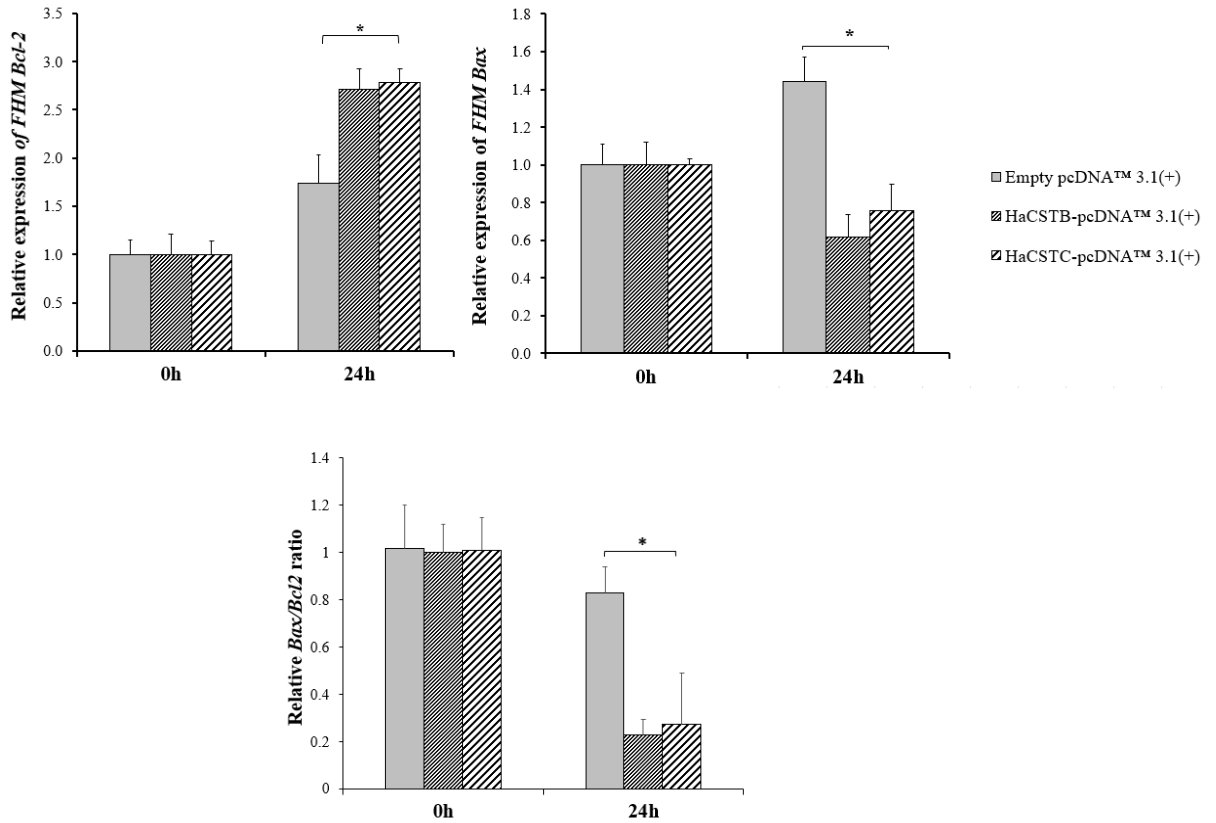 Relative expression of FHM Bcl-2
3.5
3.0
2.5
2.0
1.5
1.0
0.5
0.0
*
0h
24h
Relative expression of FHM Bax
1.8
1.6
1.4
1.2
1.0
0.8
0.6
0.4
0.2
0.0
*
0h
24h
Empty pcDNA™ 3.1(+)
HaCSTB-pcDNA™ 3.1(+)
HaCSTC-pcDNA™ 3.1(+)
Relative Bax/Bcl2 ratio
1.4
1.2
1
0.8
0.6
0.4
0.2
0
*
0h
24h